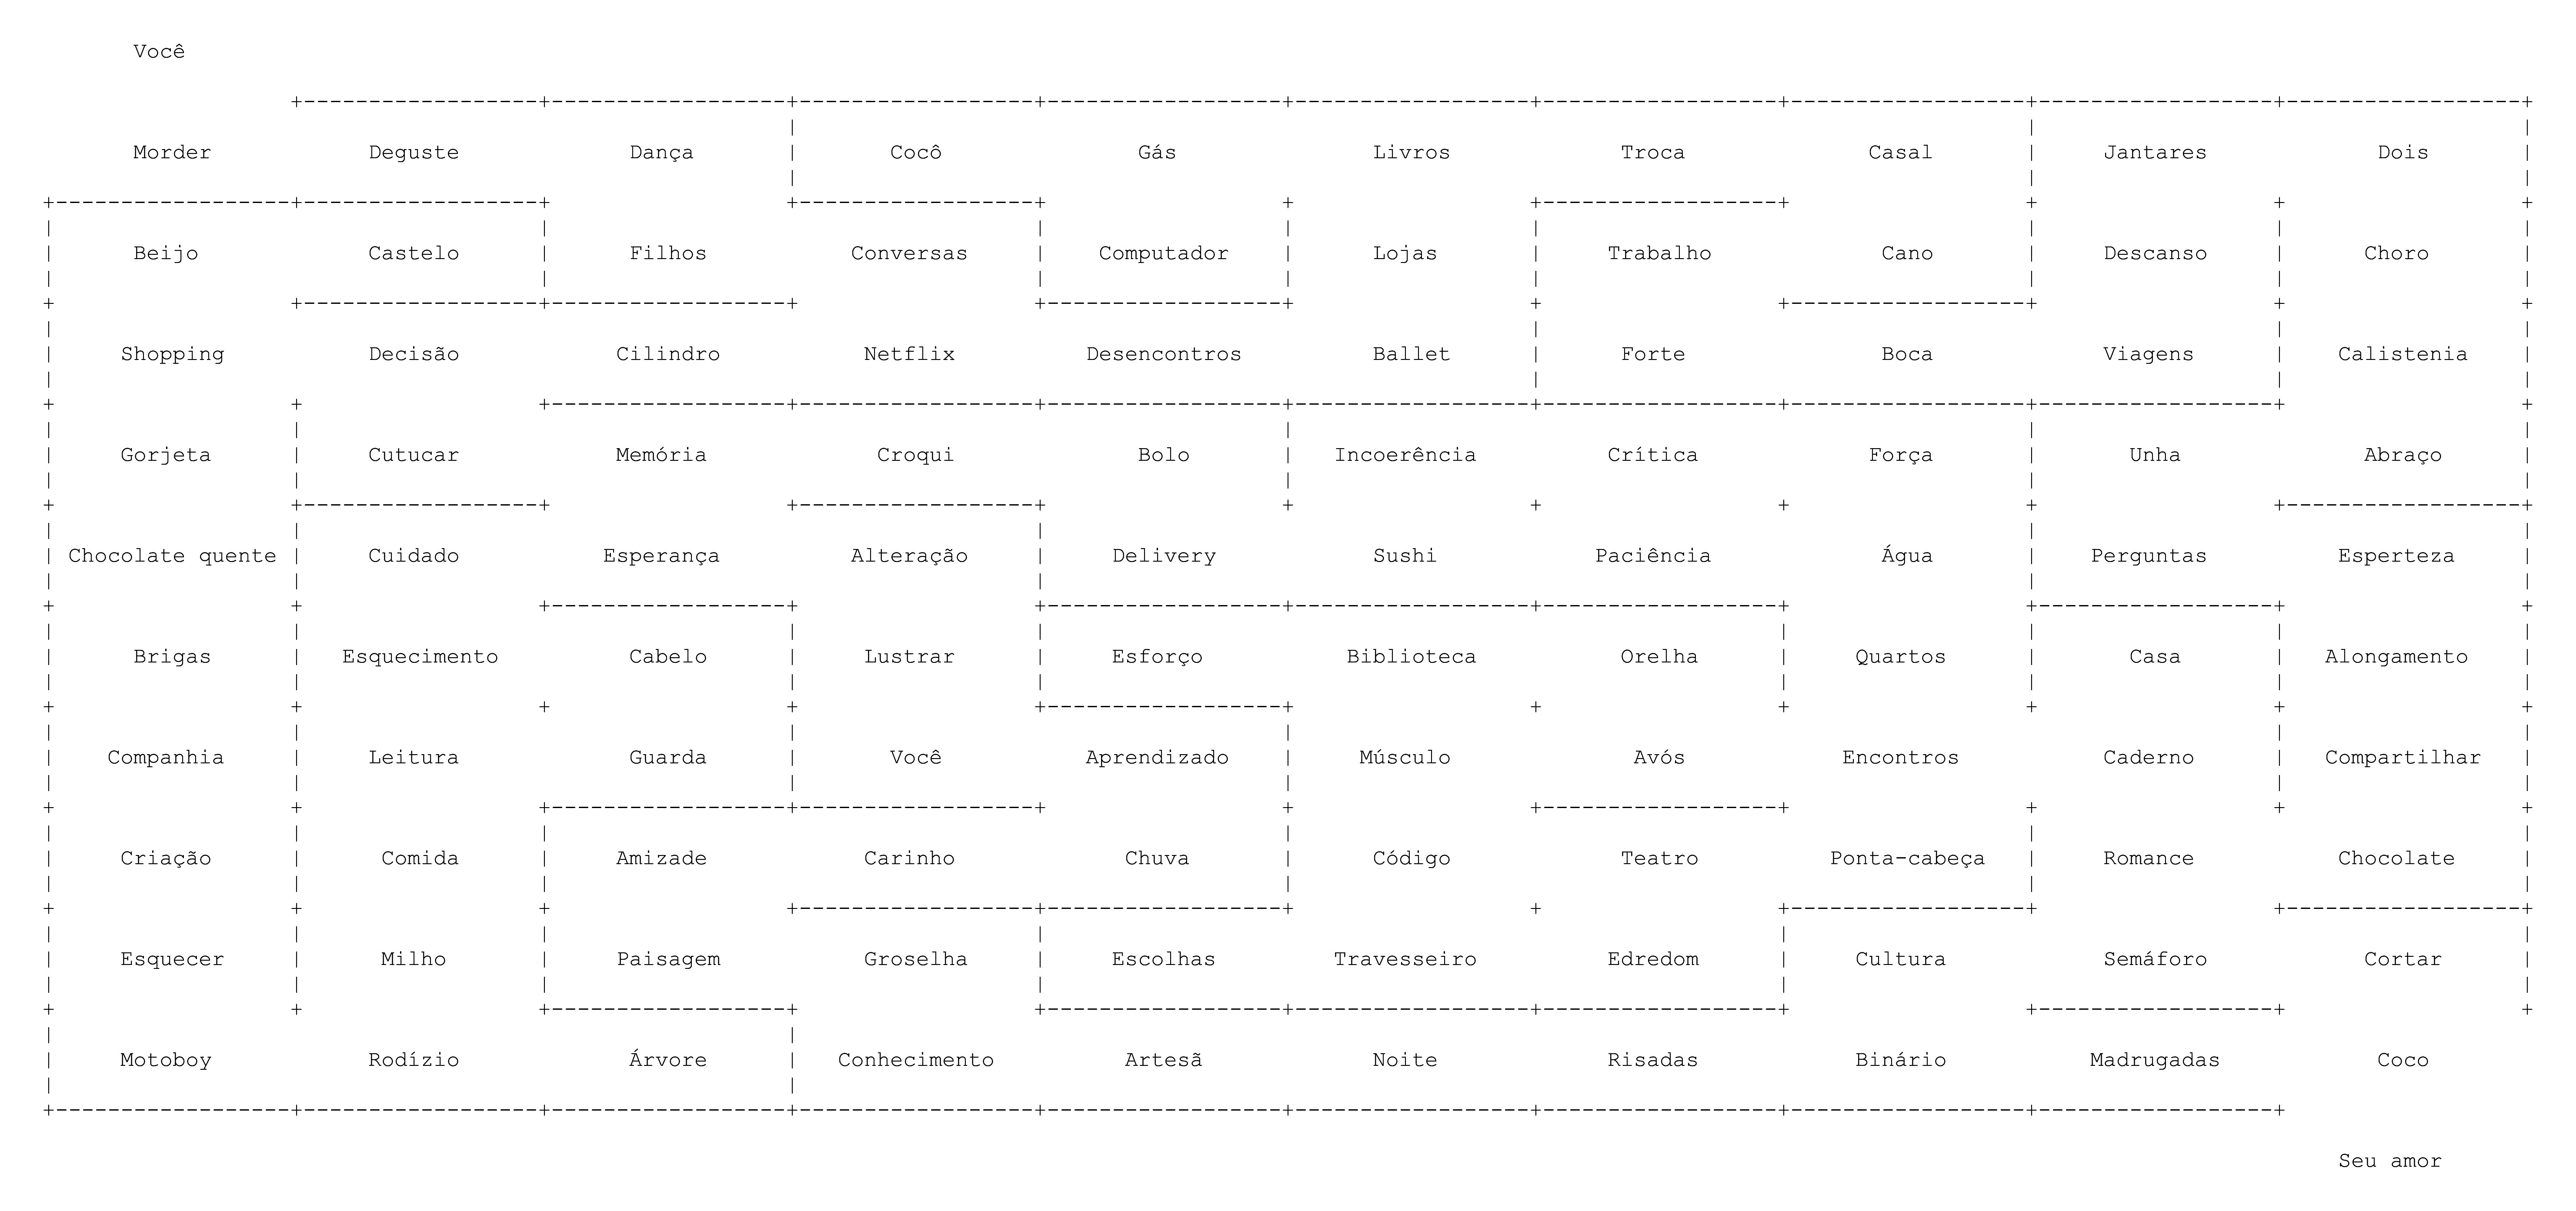 Você
Morder Deguste Dança Cocô Gás Livros Troca Casal Jantares Dois
Beijo Castelo Filhos Conversas Computador Lojas Trabalho Cano Descanso Choro
Shopping Decisão Cilindro Netflix Desencontros Ballet Forte Boca Viagens Calistenia
Gorjeta Cutucar Memória Croqui Bolo Incoerência Crítica Força Unha Abraço
Chocolate quente Cuidado Esperança Alteração Delivery Sushi Paciência Água Perguntas Esperteza
Brigas Esquecimento Cabelo Lustrar Esforço Biblioteca Orelha Quartos Casa Alongamento
Companhia Leitura Guarda Você Aprendizado Músculo Avós Encontros Caderno Compartilhar
Criação Comida Amizade Carinho Chuva Código Teatro Ponta-cabeça Romance Chocolate
Esquecer Milho Paisagem Groselha Escolhas Travesseiro Edredom Cultura Semáforo Cortar
Motoboy Rodízio Árvore Conhecimento Artesã Noite Risadas Binário Madrugadas Coco
Seu amor